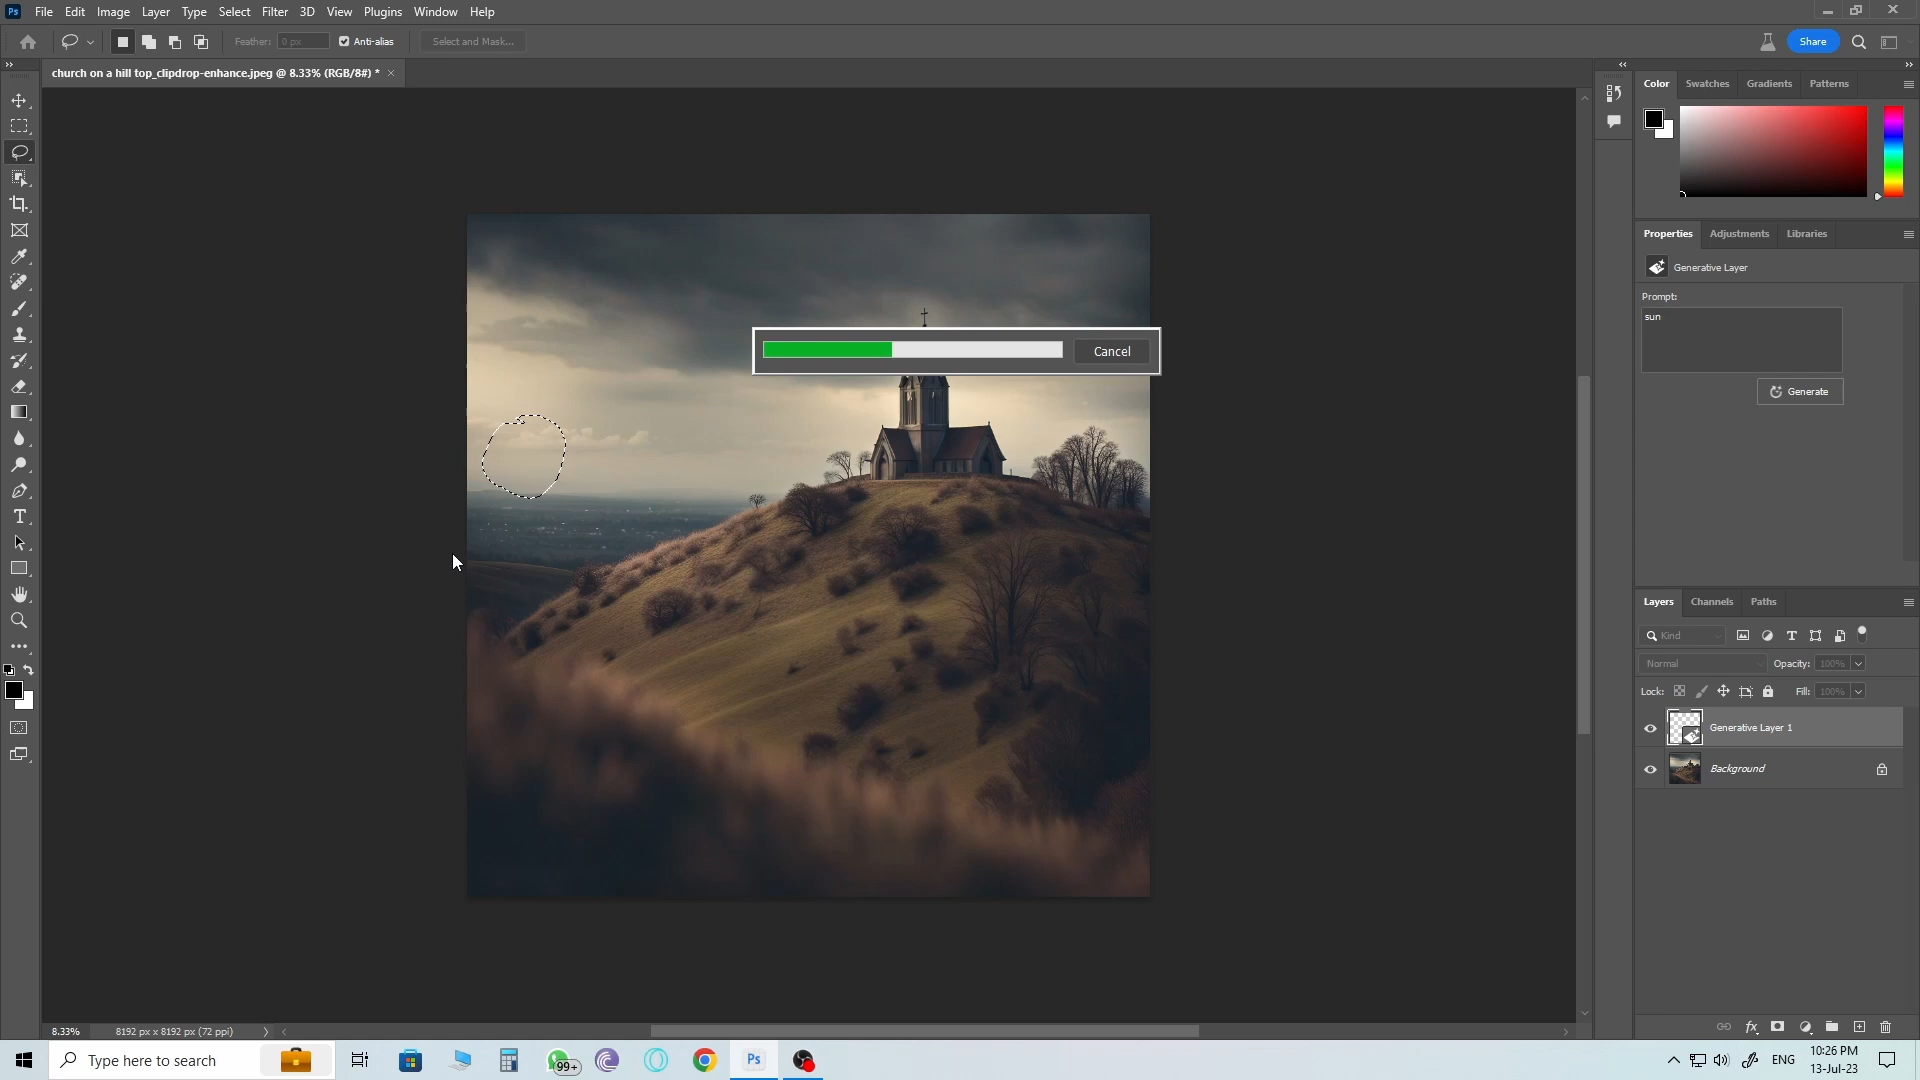 Ps File Edit Image Layer Type Select Filter 3D View Plugins Window Help
Feather: 0 px Anti-alias Select and Mask... Share
church on a hill top_clipdrop-enhance.jpeg @ 8.33% (RGB/8#) * ×
Color Swatches Gradients Patterns
Properties Adjustments Libraries
Generative Layer
Prompt:
sun
Generate
Cancel
Layers Channels Paths
Kind
Normal Opacity: 100%
Lock: Fill: 100%
Generative Layer 1
Background
8.33% 8192 px x 8192 px (72 ppi)
Type here to search 99+ Ps ENG 10:26 PM
13-Jul-23